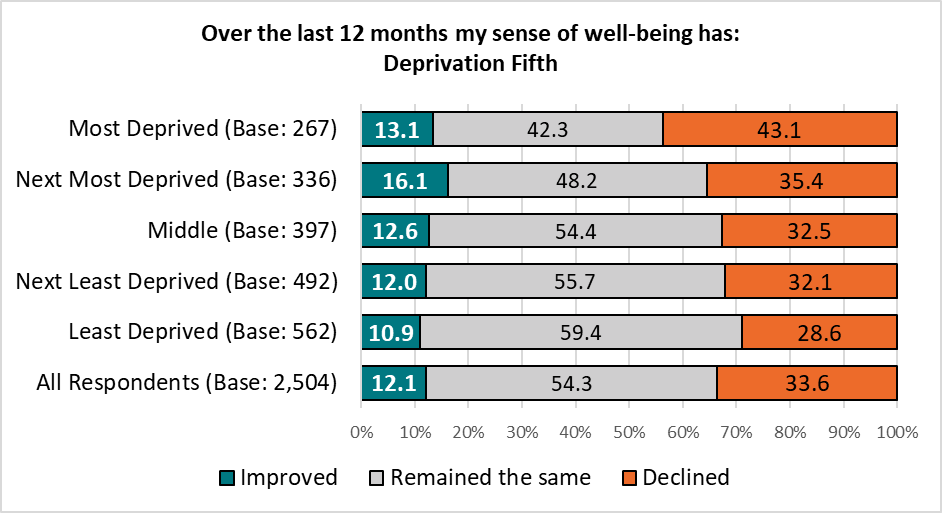 Over the last 12 months my sense of well-being has:
Deprivation Fifth
Most Deprived (Base: 267) 13.1 42.3 43.1
Next Most Deprived (Base: 336) 16.1 48.2 35.4
Middle (Base: 397) 12.6 54.4 32.5
Next Least Deprived (Base: 492) 12.0 55.7 32.1
Least Deprived (Base: 562) 10.9 59.4 28.6
All Respondents (Base: 2,504) 12.1 54.3 33.6
0% 10% 20% 30% 40% 50% 60% 70% 80% 90% 100%
Improved Remained the same Declined